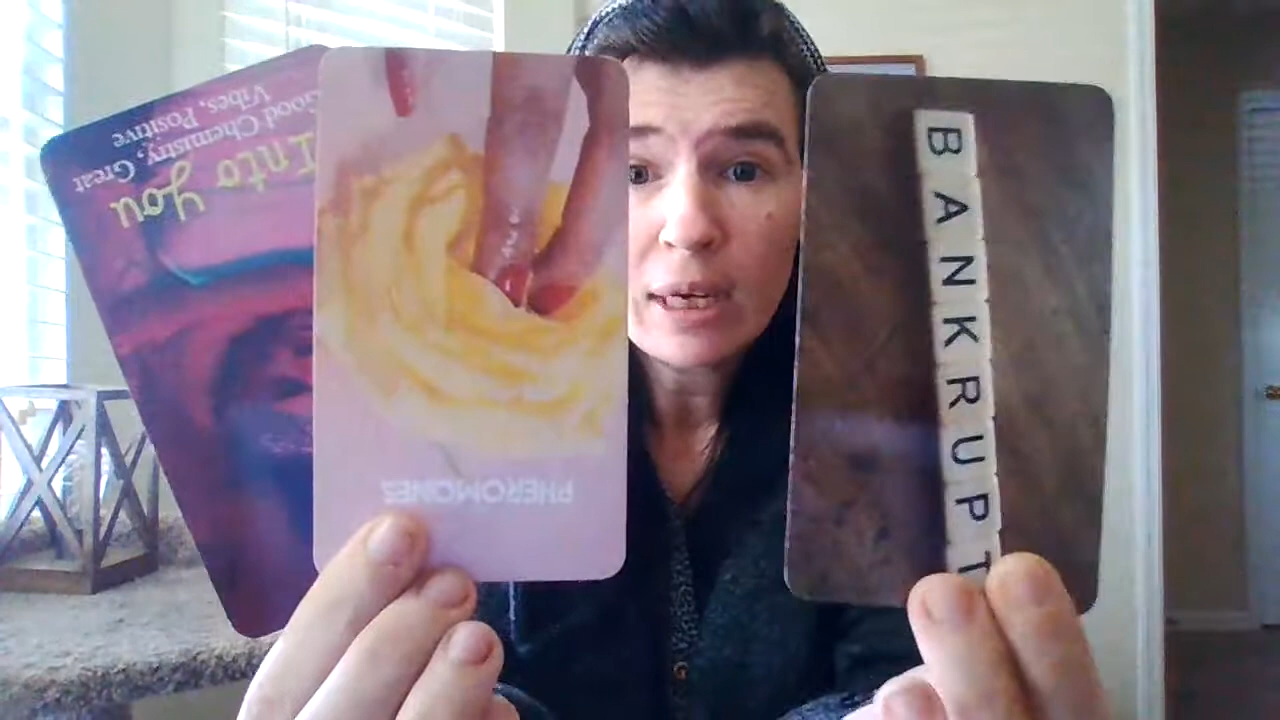 Into you
Good Chemistry, Great
Vibes, Positive
PHEROMONES
BANKRUPT